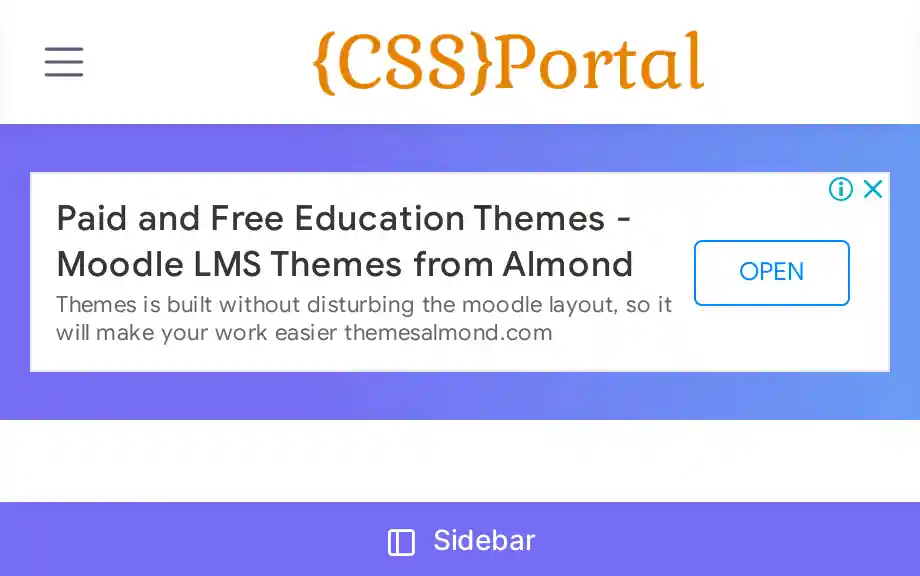 {CSS}Portal
Paid and Free Education Themes -
Moodle LMS Themes from Almond
Themes is built without disturbing the moodle layout, so it
will make your work easier themesalmond.com
OPEN
Sidebar